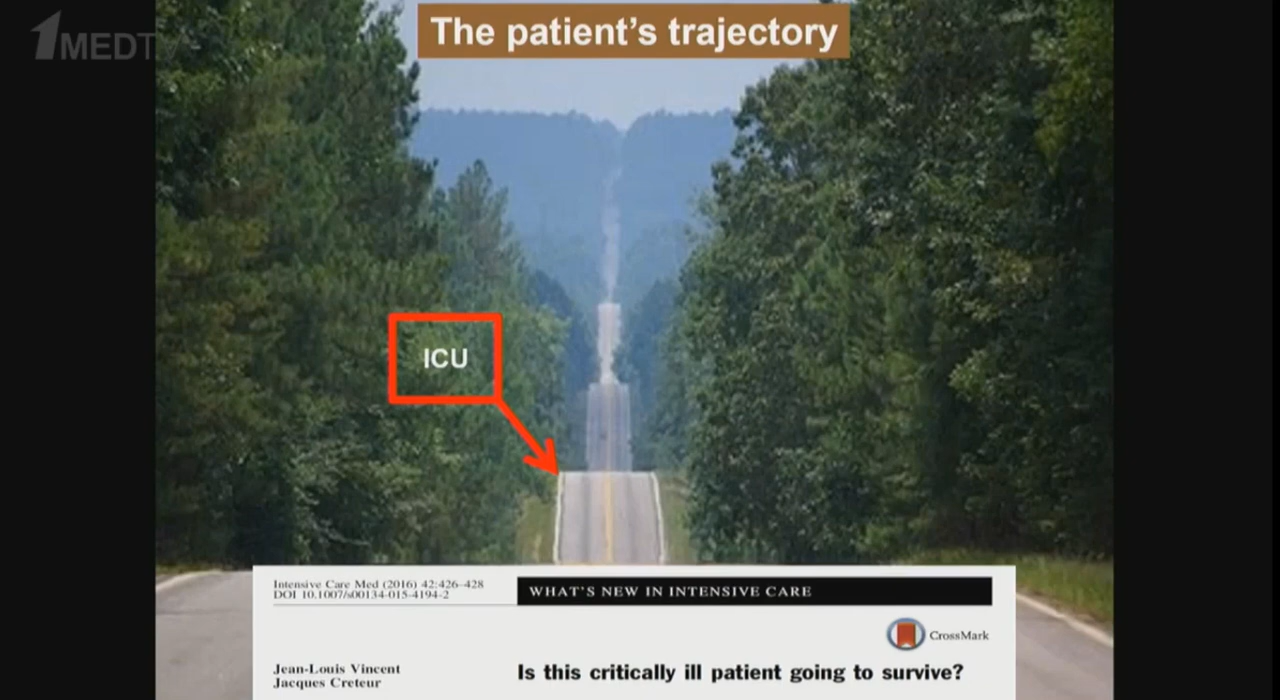 1MEDT
The patient's trajectory
ICU
Intensive Care Med (2016) 42:426–428
DOI 10.1007/s00134-015-4194-2
WHAT'S NEW IN INTENSIVE CARE
CrossMark
Jean-Louis Vincent
Jacques Creteur
Is this critically ill patient going to survive?